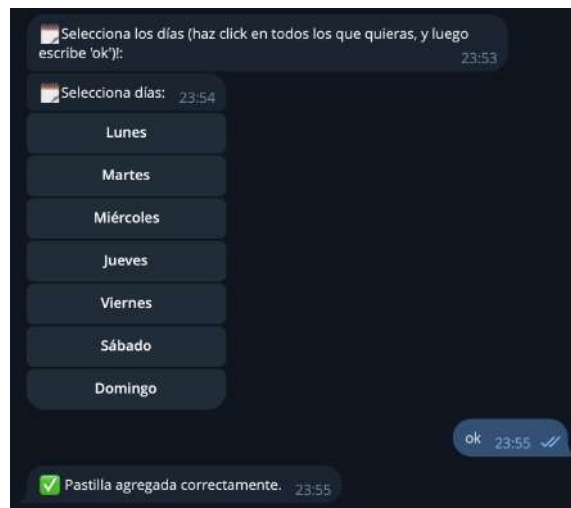 🗓️Selecciona los días (haz click en todos los que quieras, y luego
escribe 'ok')!:
23:53
🗓️Selecciona días: 23:54
Lunes
Martes
Miércoles
Jueves
Viernes
Sábado
Domingo
ok 23:55
✅ Pastilla agregada correctamente. 23:55